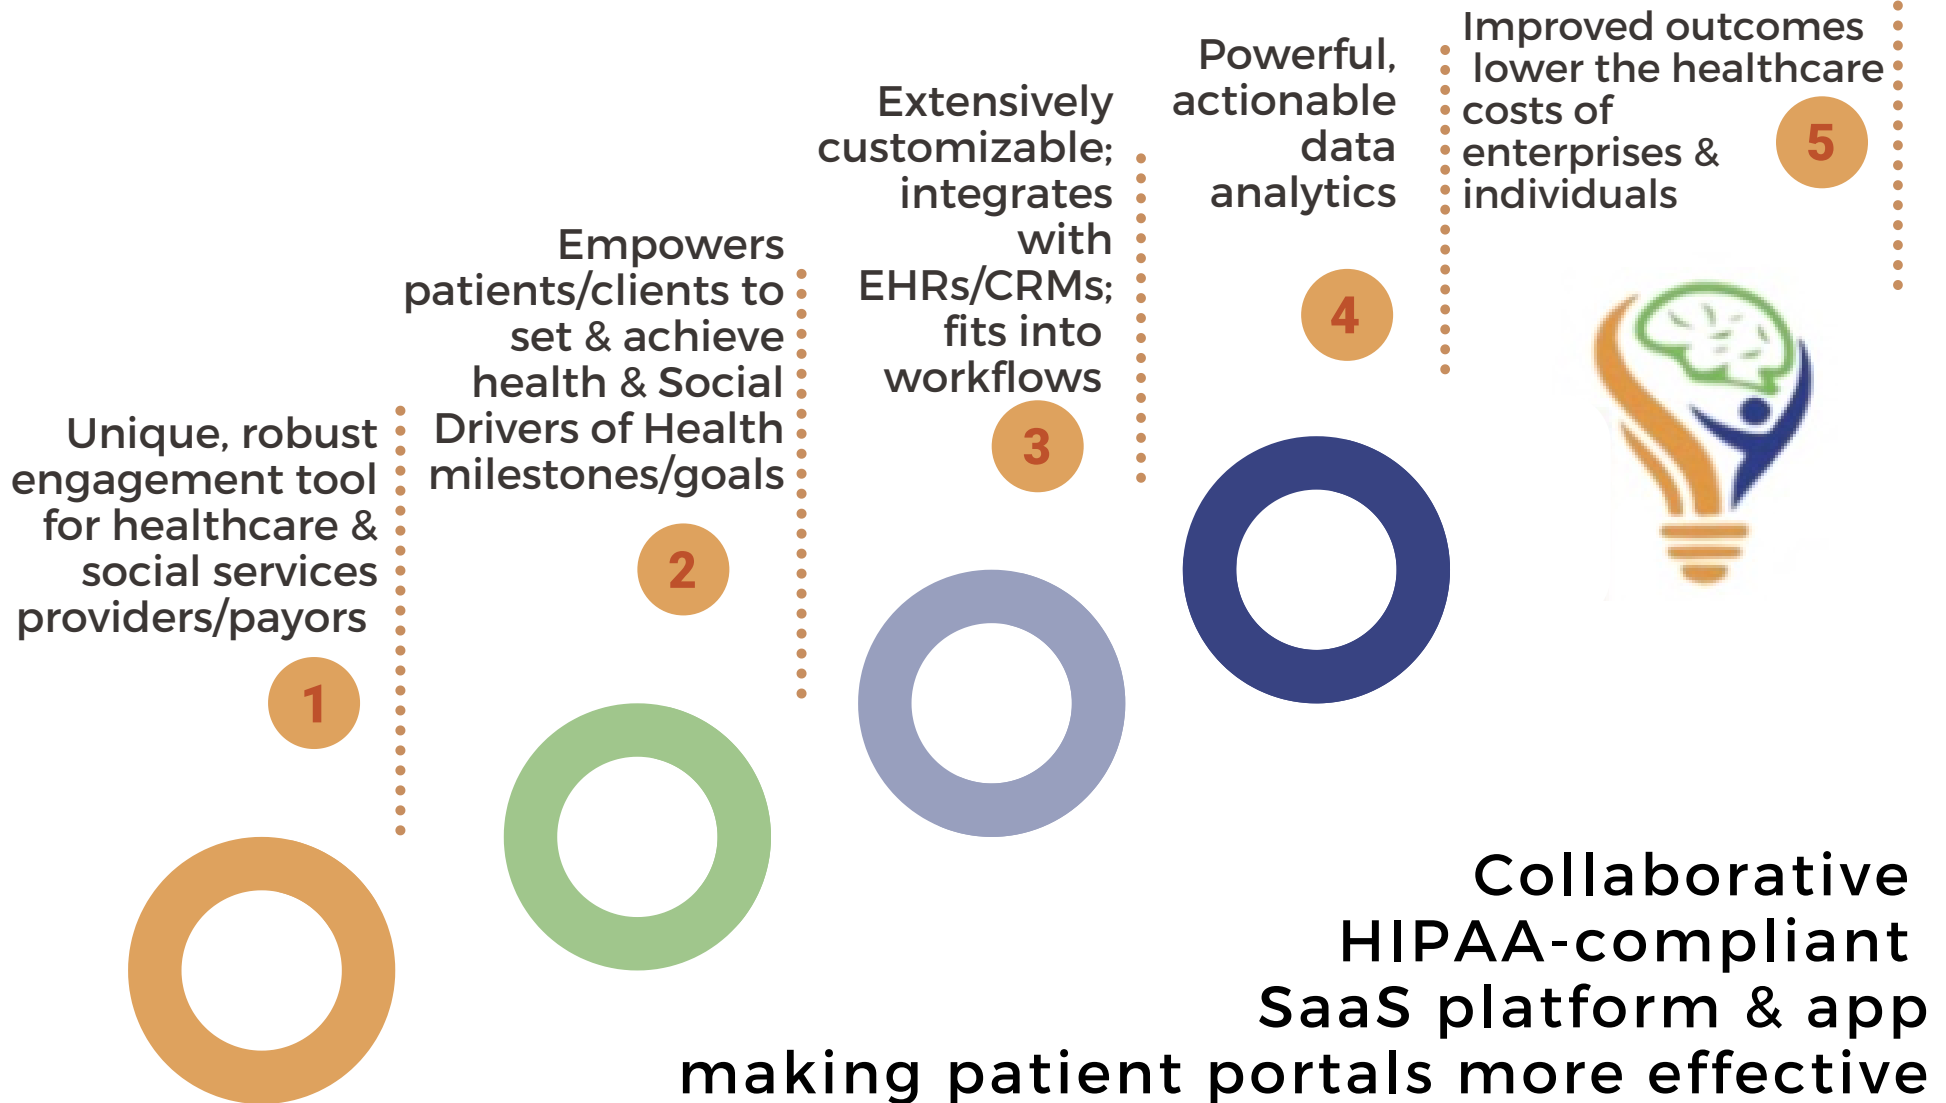 Unique, robust
engagement tool
for healthcare &
social services
providers/payors
1
Empowers
patients/clients to
set & achieve
health & Social
Drivers of Health
milestones/goals
2
Extensively
customizable;
integrates
with
EHRs/CRMs;
fits into
workflows
3
Powerful,
actionable
data
analytics
4
Improved outcomes
lower the healthcare
costs of
enterprises &
individuals
5
Collaborative
HIPAA-compliant
SaaS platform & app
making patient portals more effective